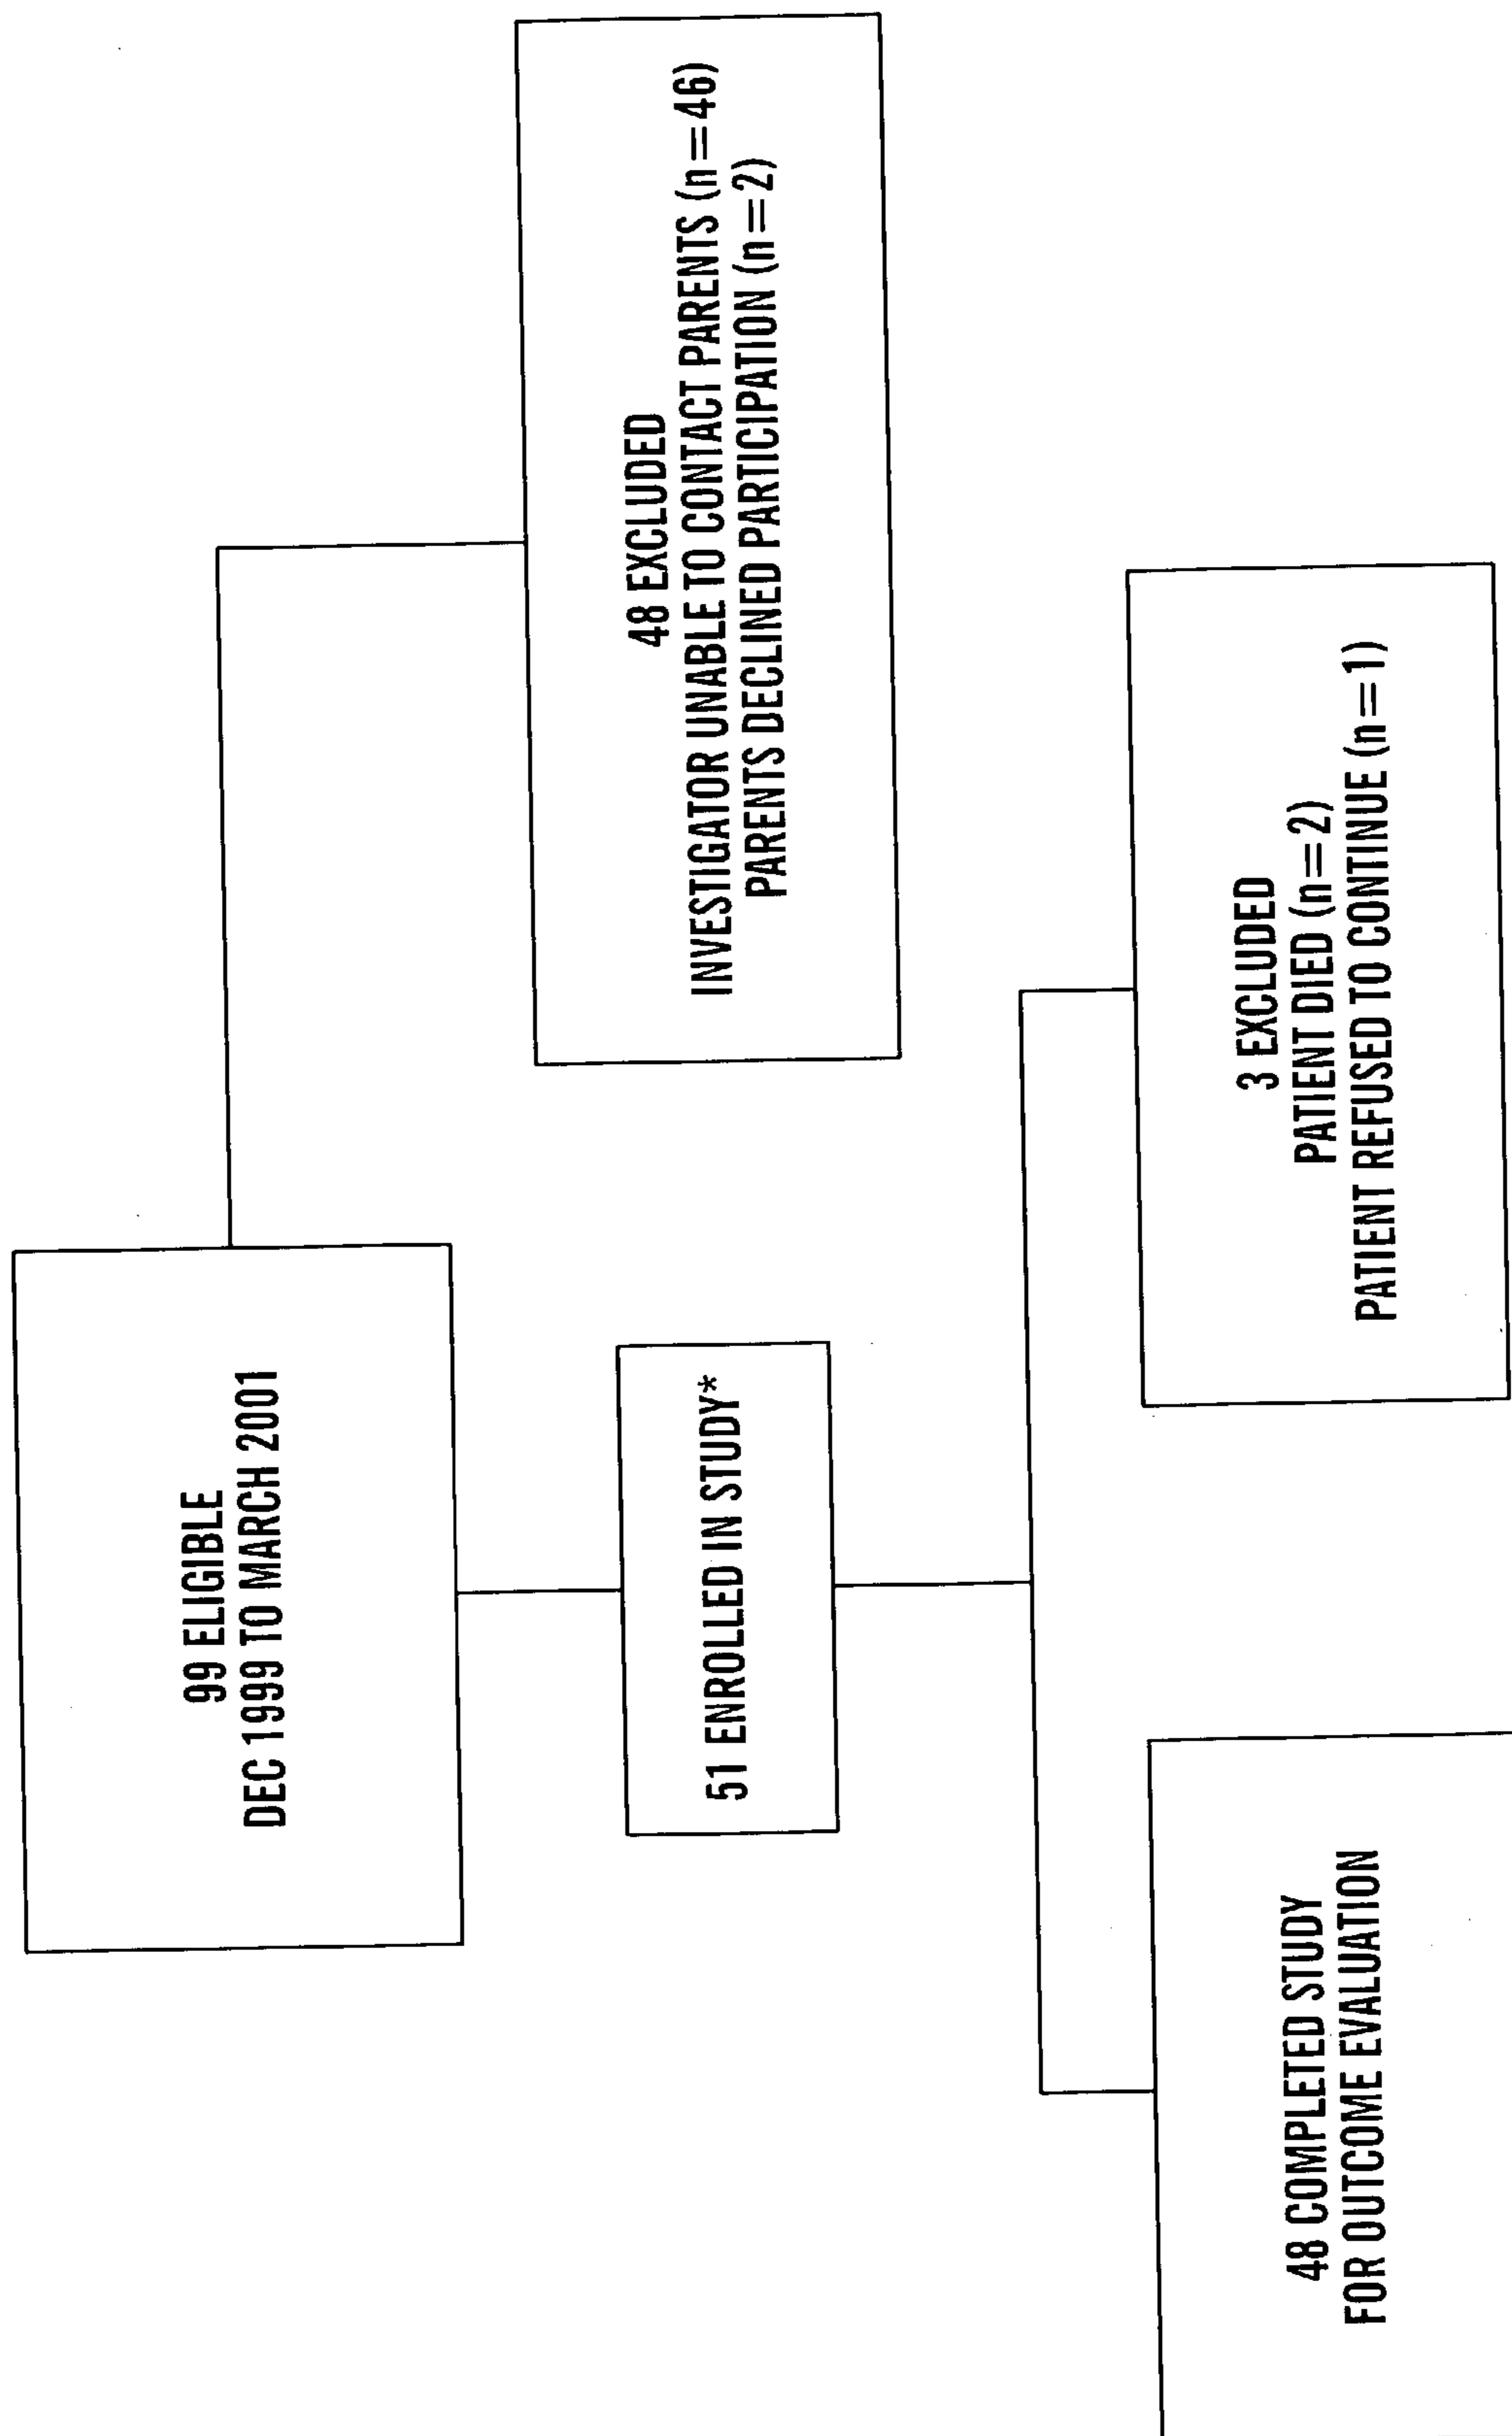 99 ELIGIBLE
DEC 1999 TO MARCH 2001
48 EXCLUDED
INVESTIGATOR UNABLE TO CONTACT PARENTS (n=46)
PARENTS DECLINED PARTICIPATION (n=2)
51 ENROLLED IN STUDY*
3 EXCLUDED
PATIENT DIED (n=2)
PATIENT REFUSED TO CONTINUE (n=1)
48 COMPLETED STUDY
FOR OUTCOME EVALUATION